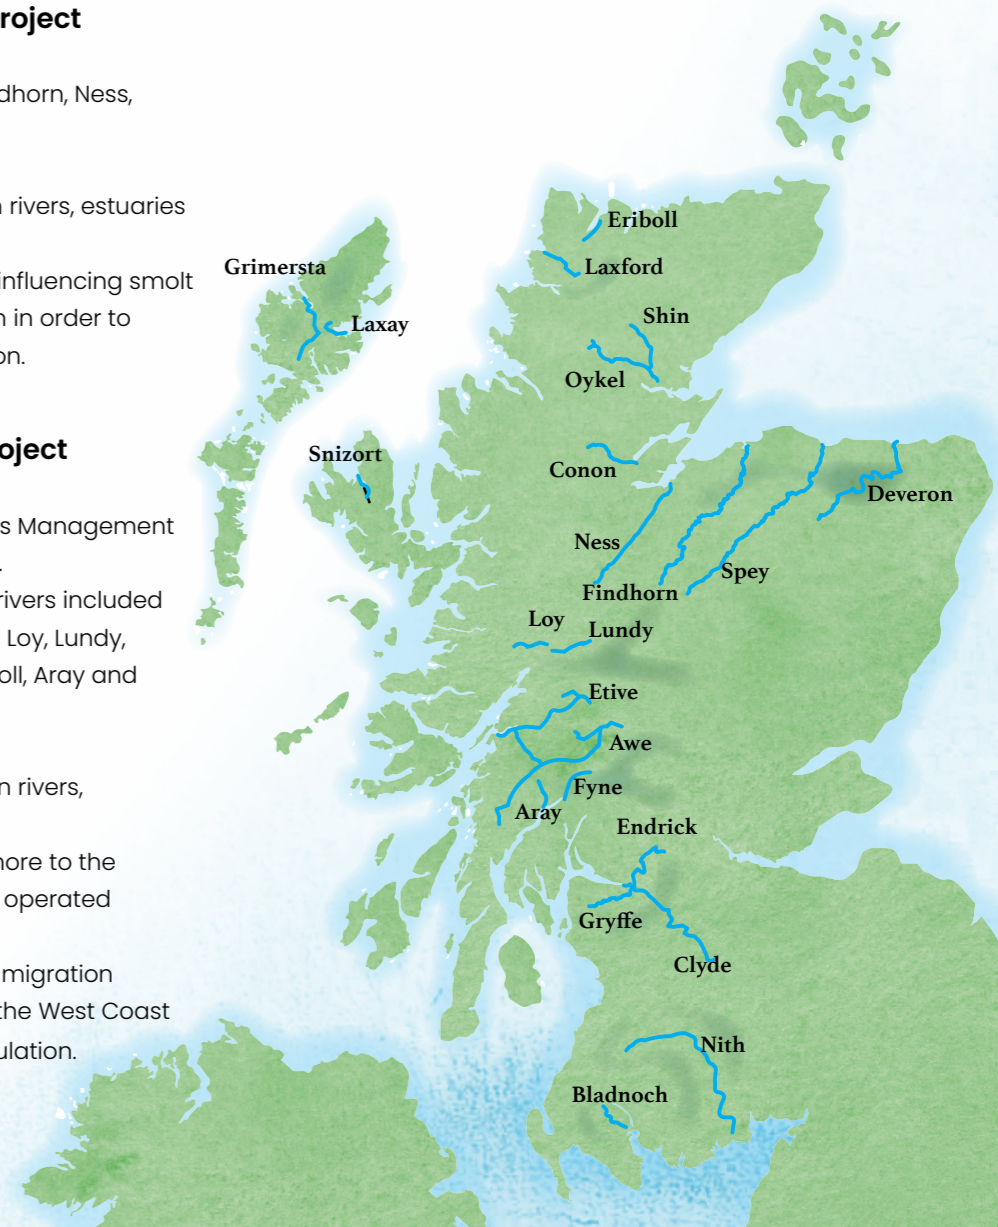 roject
dhorn, Ness,
rivers, estuaries
influencing smolt
in order to
on.
oject
s Management
.
rivers included
Loy, Lundy,
oll, Aray and
n rivers,
nore to the
operated
migration
the West Coast
ulation.
Eriboll
Grimersta
Laxford
Laxay
Shin
Oykel
Snizort
Conon
Deveron
Ness
Spey
Findhorn
Loy
Lundy
Etive
Awe
Fyne
Aray
Endrick
Gryffe
Clyde
Nith
Bladnoch